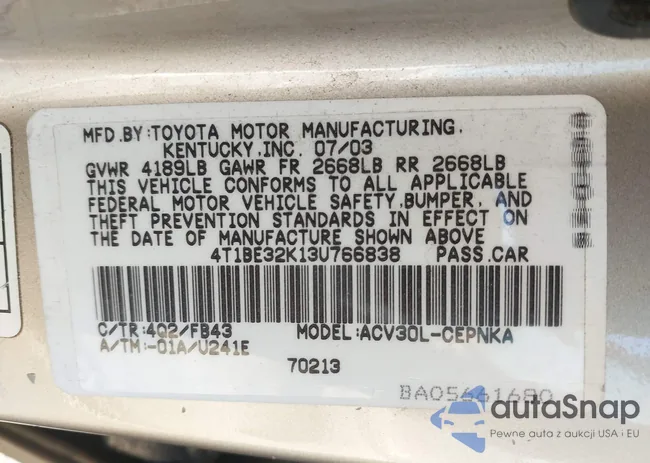 MFD.BY:TOYOTA MOTOR MANUFACTURING,
KENTUCKY,INC. 07/03
GVWR 4189LB GAWR FR 2668LB RR 2668LB
THIS VEHICLE CONFORMS TO ALL APPLICABLE
FEDERAL MOTOR VEHICLE SAFETY,BUMPER, AND
THEFT PREVENTION STANDARDS IN EFFECT ON
THE DATE OF MANUFACTURE SHOWN ABOVE
4T1BE32K13U766838 PASS.CAR
C/TR:4Q2/FB43 MODEL:ACV30L-CEPNKA
A/TM:-01A/U241E
70213
BA05661680
autaSnap
Pewne auta z aukcji USA i EU